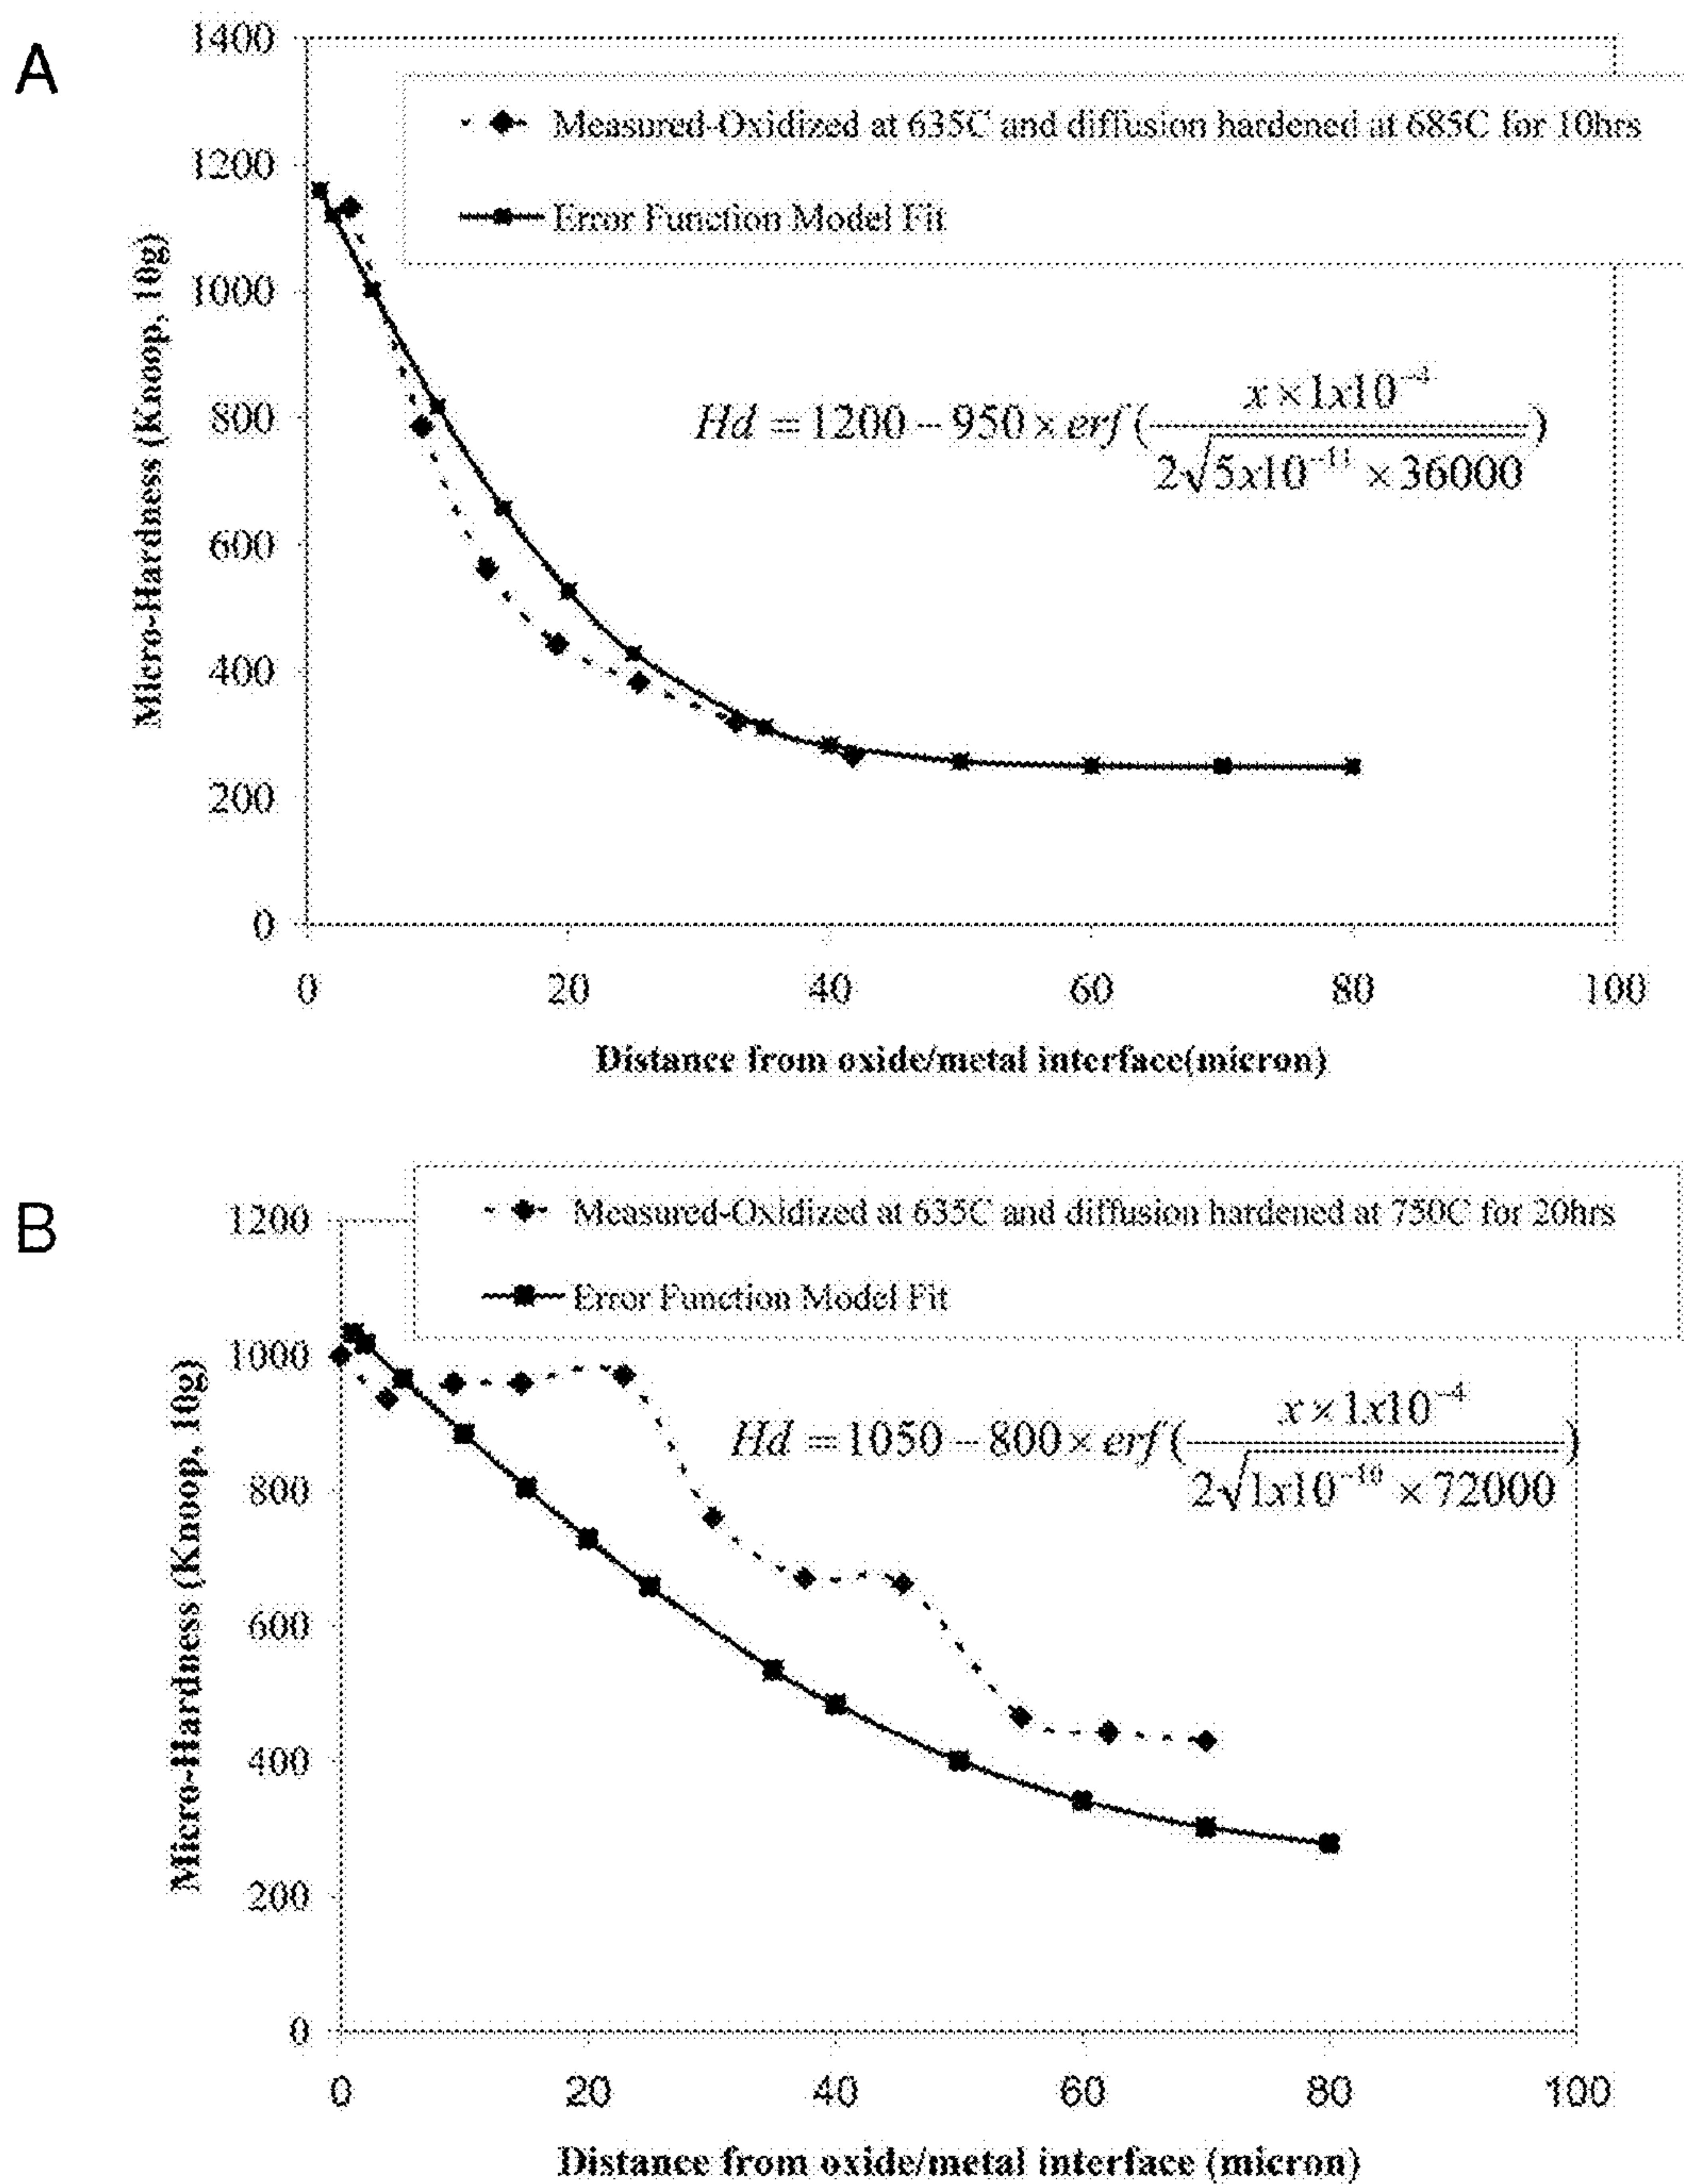 A
1400
1200
1000
800
600
400
200
0
Measured-Oxidized at 635C and diffusion hardened at 685C for 10hrs
Error Function Model Fit
Hd = 1200 - 950 × erf ( x × 1x10^-4 / 2√5x10^-11 × 36000 )
Micro-Hardness (Knoop, 10g)
0 20 40 60 80 100
Distance from oxide/metal interface(micron)
B
1200
1000
800
600
400
200
0
Measured-Oxidized at 635C and diffusion hardened at 750C for 20hrs
Error Function Model Fit
Hd = 1050 - 800 × erf ( x × 1x10^-4 / 2√1x10^-10 × 72000 )
Micro-Hardness (Knoop, 10g)
0 20 40 60 80 100
Distance from oxide/metal interface (micron)